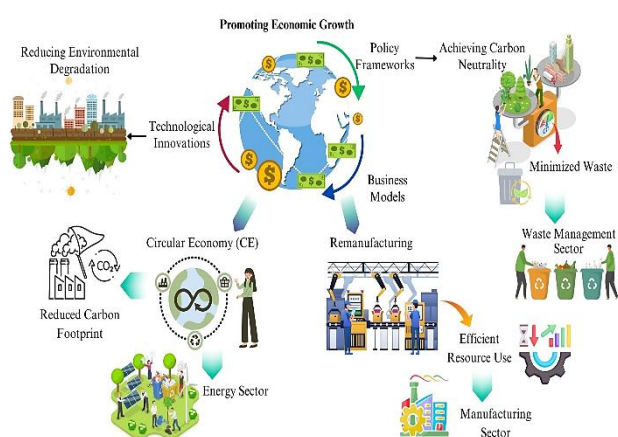 Promoting Economic Growth
Reducing Environmental
Degradation
Policy
Frameworks
Achieving Carbon
Neutrality
Technological
Innovations
Business
Models
Minimized Waste
Circular Economy (CE)
Remanufacturing
Waste Management
Sector
CO₂
Reduced Carbon
Footprint
Efficient
Resource Use
Energy Sector
Manufacturing
Sector